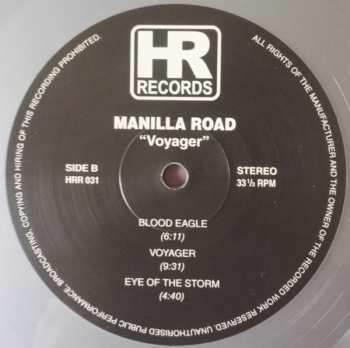 HR
RECORDS
MANILLA ROAD
"Voyager"
SIDE B
HRR 031
STEREO
33 ⅓ RPM
BLOOD EAGLE
(6:11)
VOYAGER
(9:31)
EYE OF THE STORM
(4:40)
ALL RIGHTS OF THE MANUFACTURER AND THE OWNER OF THE RECORDED WORK RESERVED. UNAUTHORISED PUBLIC PERFORMANCE, BROADCASTING, COPYING AND HIRING OF THIS RECORDING PROHIBITED.